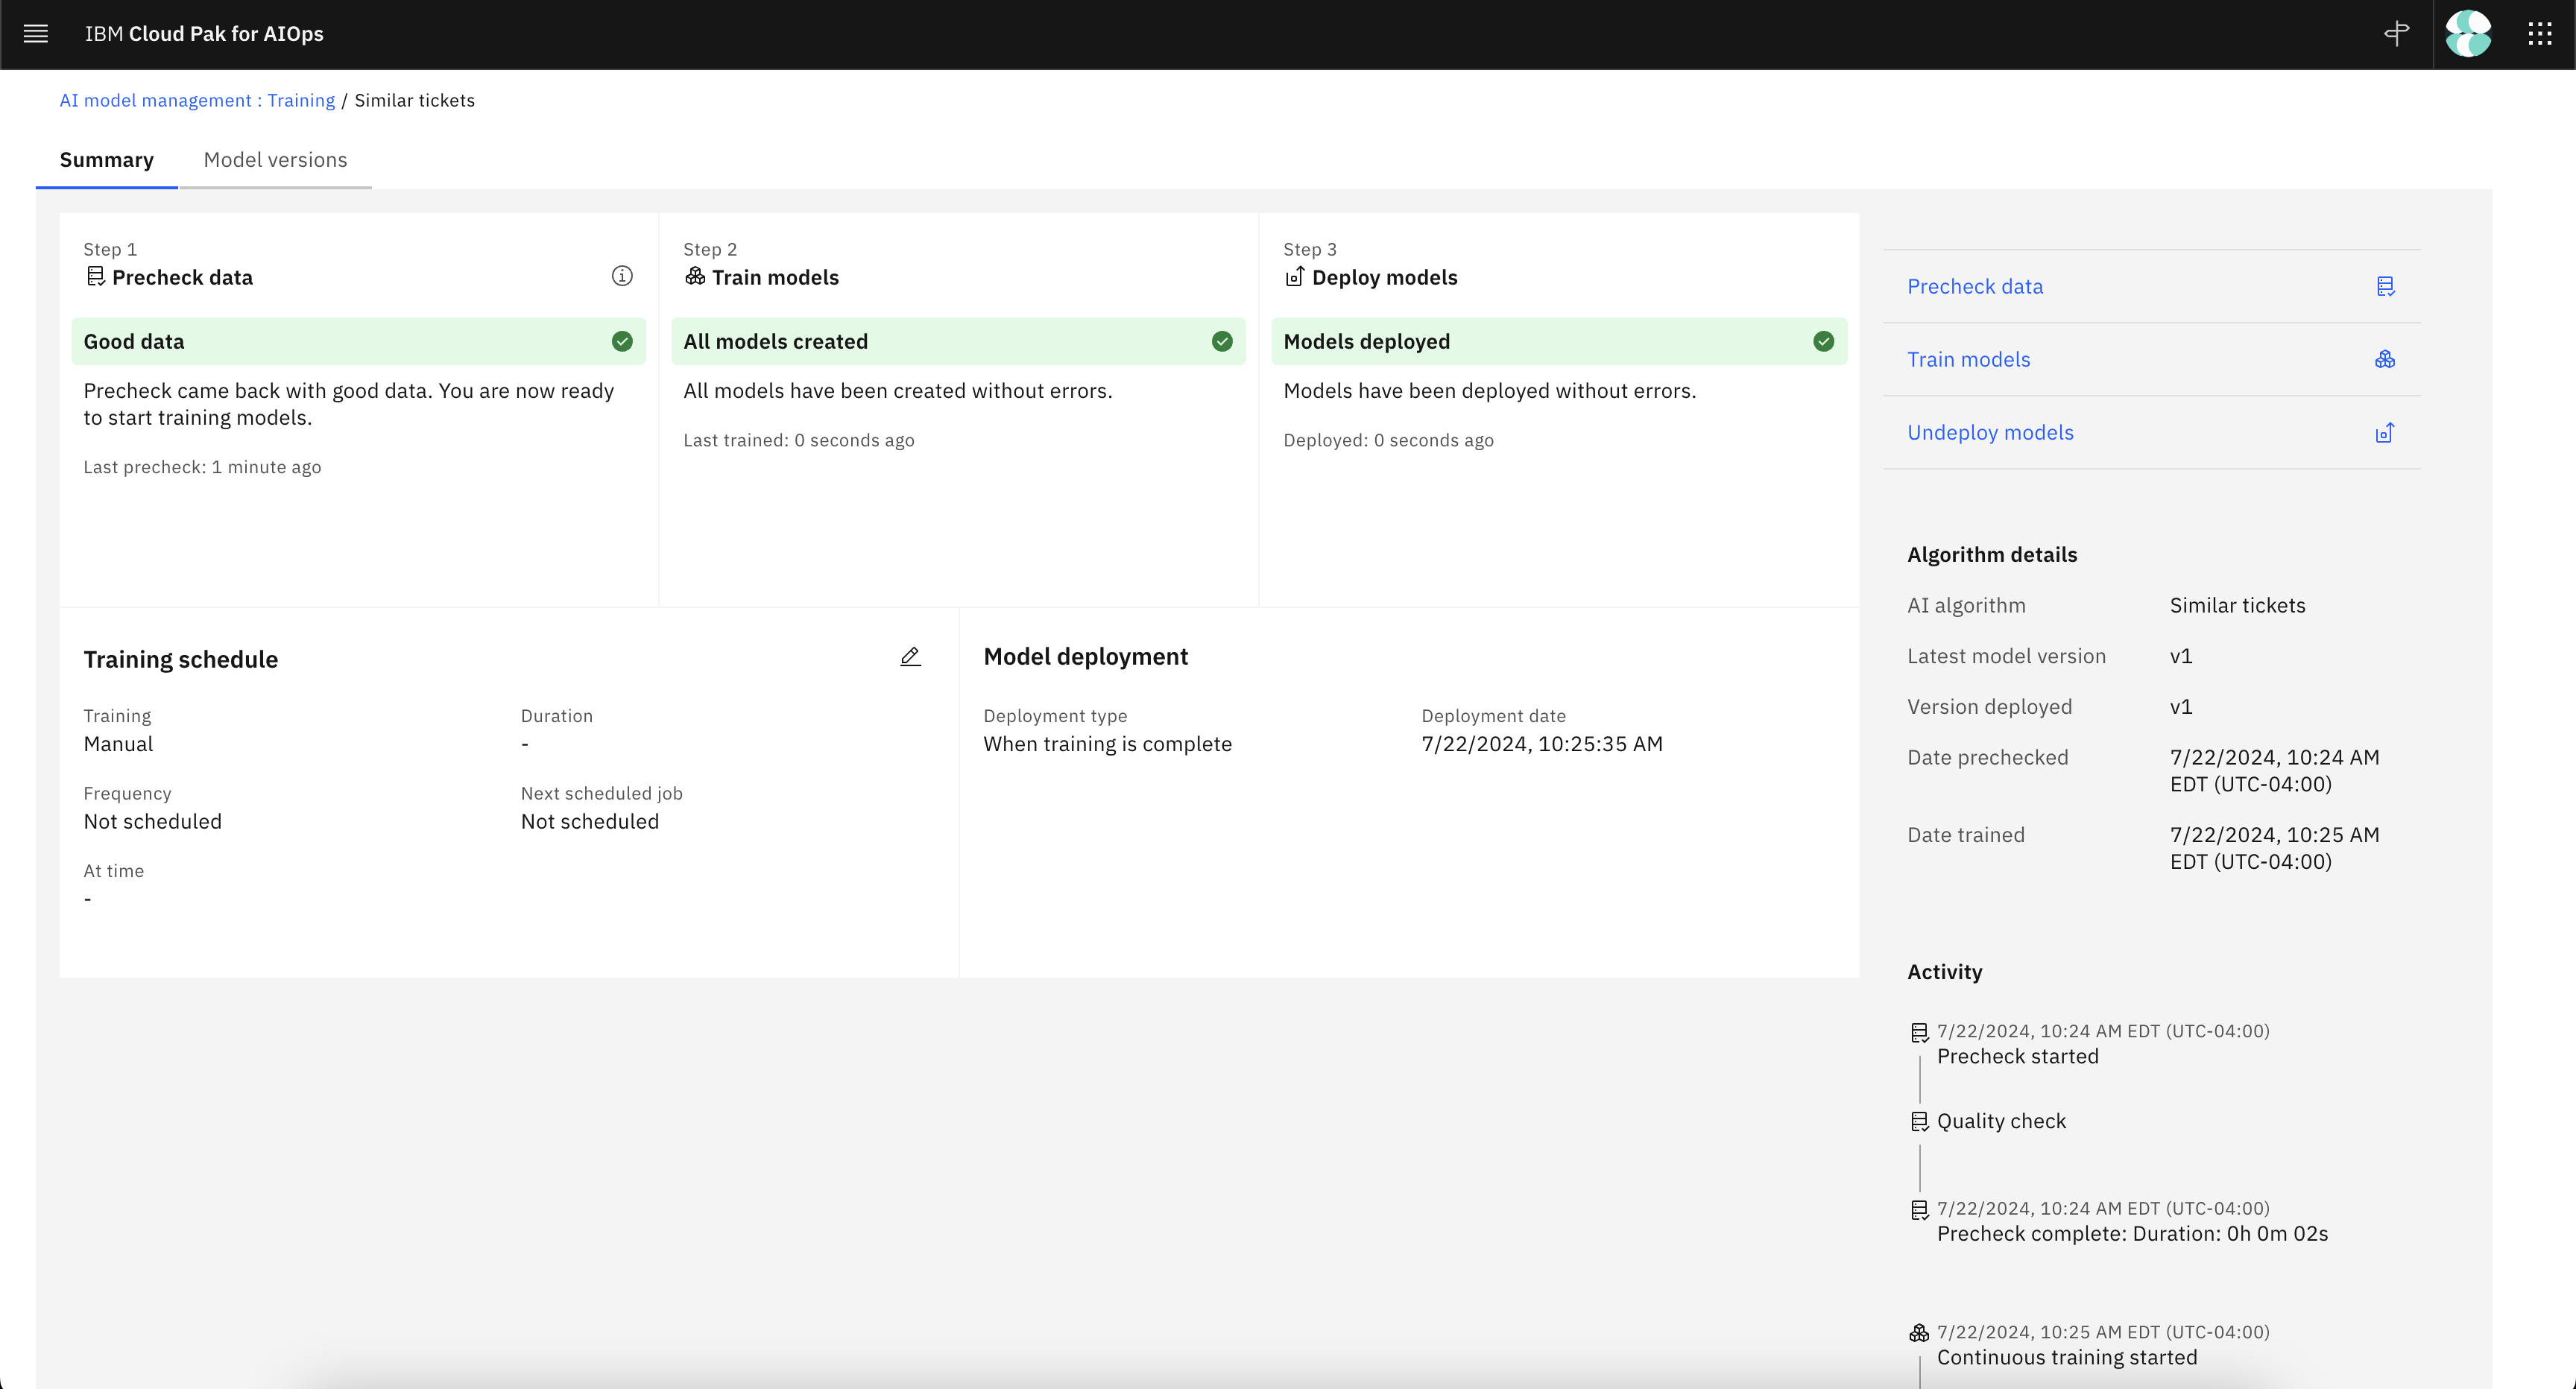 IBM Cloud Pak for AIOps
AI model management : Training / Similar tickets
Summary
Model versions
Step 1
Precheck data
Good data
Precheck came back with good data. You are now ready
to start training models.
Last precheck: 1 minute ago
Step 2
Train models
All models created
All models have been created without errors.
Last trained: 0 seconds ago
Step 3
Deploy models
Models deployed
Models have been deployed without errors.
Deployed: 0 seconds ago
Training schedule
Training
Manual
Duration
-
Frequency
Not scheduled
Next scheduled job
Not scheduled
At time
-
Model deployment
Deployment type
When training is complete
Deployment date
7/22/2024, 10:25:35 AM
Precheck data
Train models
Undeploy models
Algorithm details
AI algorithm
Similar tickets
Latest model version
v1
Version deployed
v1
Date prechecked
7/22/2024, 10:24 AM
EDT (UTC-04:00)
Date trained
7/22/2024, 10:25 AM
EDT (UTC-04:00)
Activity
7/22/2024, 10:24 AM EDT (UTC-04:00)
Precheck started
Quality check
7/22/2024, 10:24 AM EDT (UTC-04:00)
Precheck complete: Duration: 0h 0m 02s
7/22/2024, 10:25 AM EDT (UTC-04:00)
Continuous training started